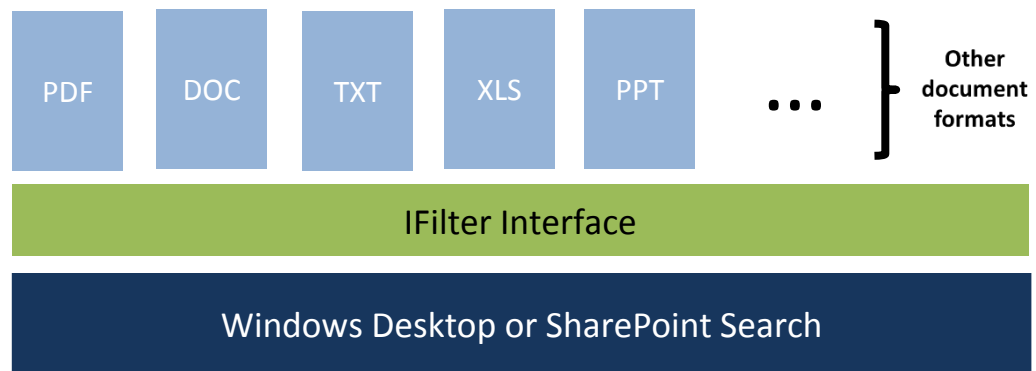 PDF
DOC
TXT
XLS
PPT
...
Other
document
formats
IFilter Interface
Windows Desktop or SharePoint Search